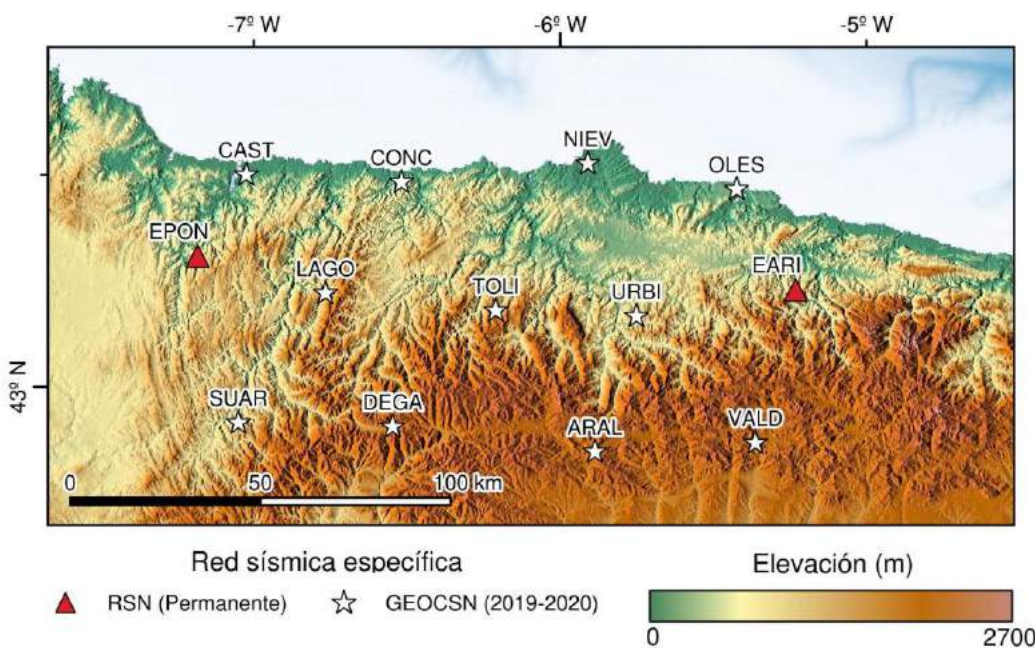 -7º W
-6º W
-5º W
CAST
CONC
NIEV
OLES
EPON
LAGO
TOLI
URBI
EARI
43º N
SUAR
DEGA
ARAL
VALD
0
50
100 km
Red sísmica específica
Elevación (m)
RSN (Permanente)
GEOCSN (2019-2020)
0
2700